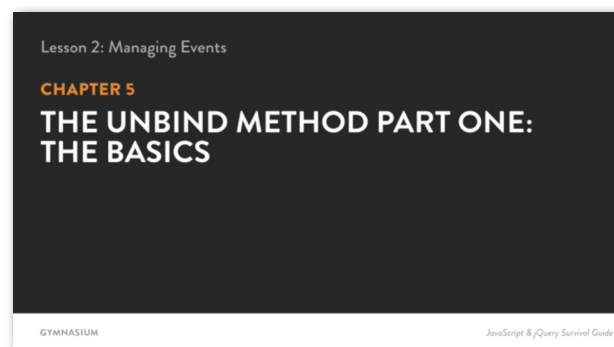 Lesson 2: Managing Events
CHAPTER 5
THE UNBIND METHOD PART ONE:
THE BASICS
GYMNASIUM
JavaScript & jQuery Survival Guide